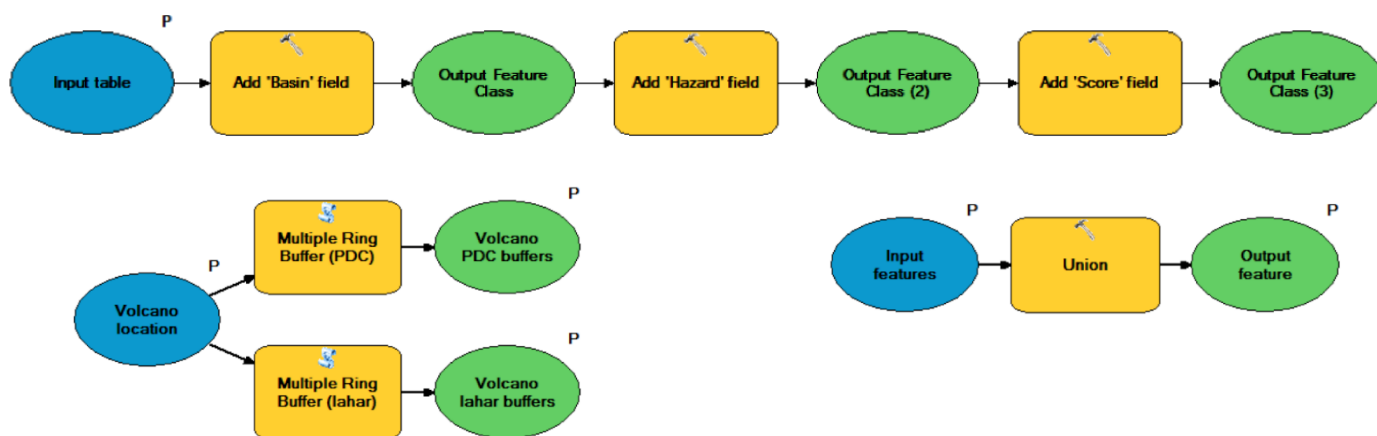 P
Input table
Add 'Basin' field
Output Feature
Class
Add 'Hazard' field
Output Feature
Class (2)
Add 'Score' field
Output Feature
Class (3)
P
Volcano
location
Multiple Ring
Buffer (PDC)
P
Volcano
PDC buffers
Multiple Ring
Buffer (lahar)
P
Volcano
lahar buffers
P
Input
features
Union
P
Output
feature